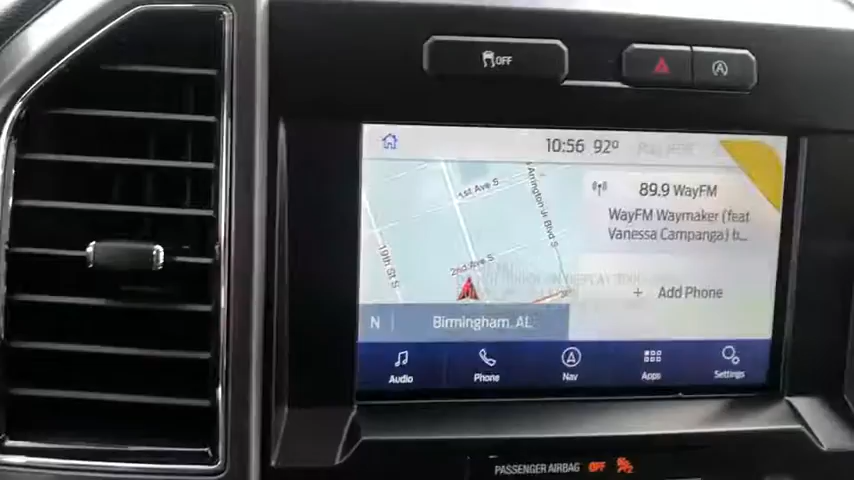 OFF
10:56 92°
1st Ave S
Arrington Jr Blvd S
19th St S
2nd Ave S
89.9 WayFM
WayFM Waymaker (feat
Vanessa Campanga) b...
+ Add Phone
N Birmingham, AL
Audio Phone Nav Apps Settings
PASSENGER AIRBAG OFF